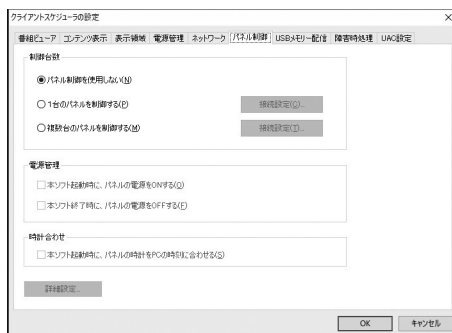 クライアントスケジューラの設定
番組ビューア コンテンツ表示 表示領域 電源管理 ネットワーク パネル制御 USBメモリー配信 障害時処理 UAC設定
制御台数
パネル制御を使用しない(N)
1台のパネルを制御する(P) 接続設定(C)...
複数台のパネルを制御する(M) 接続設定(T)...
電源管理
本ソフト起動時に、パネルの電源をONする(O)
本ソフト終了時に、パネルの電源をOFFする(F)
時計合わせ
本ソフト起動時に、パネルの時計をPCの時刻に合わせる(S)
詳細設定...
OK キャンセル